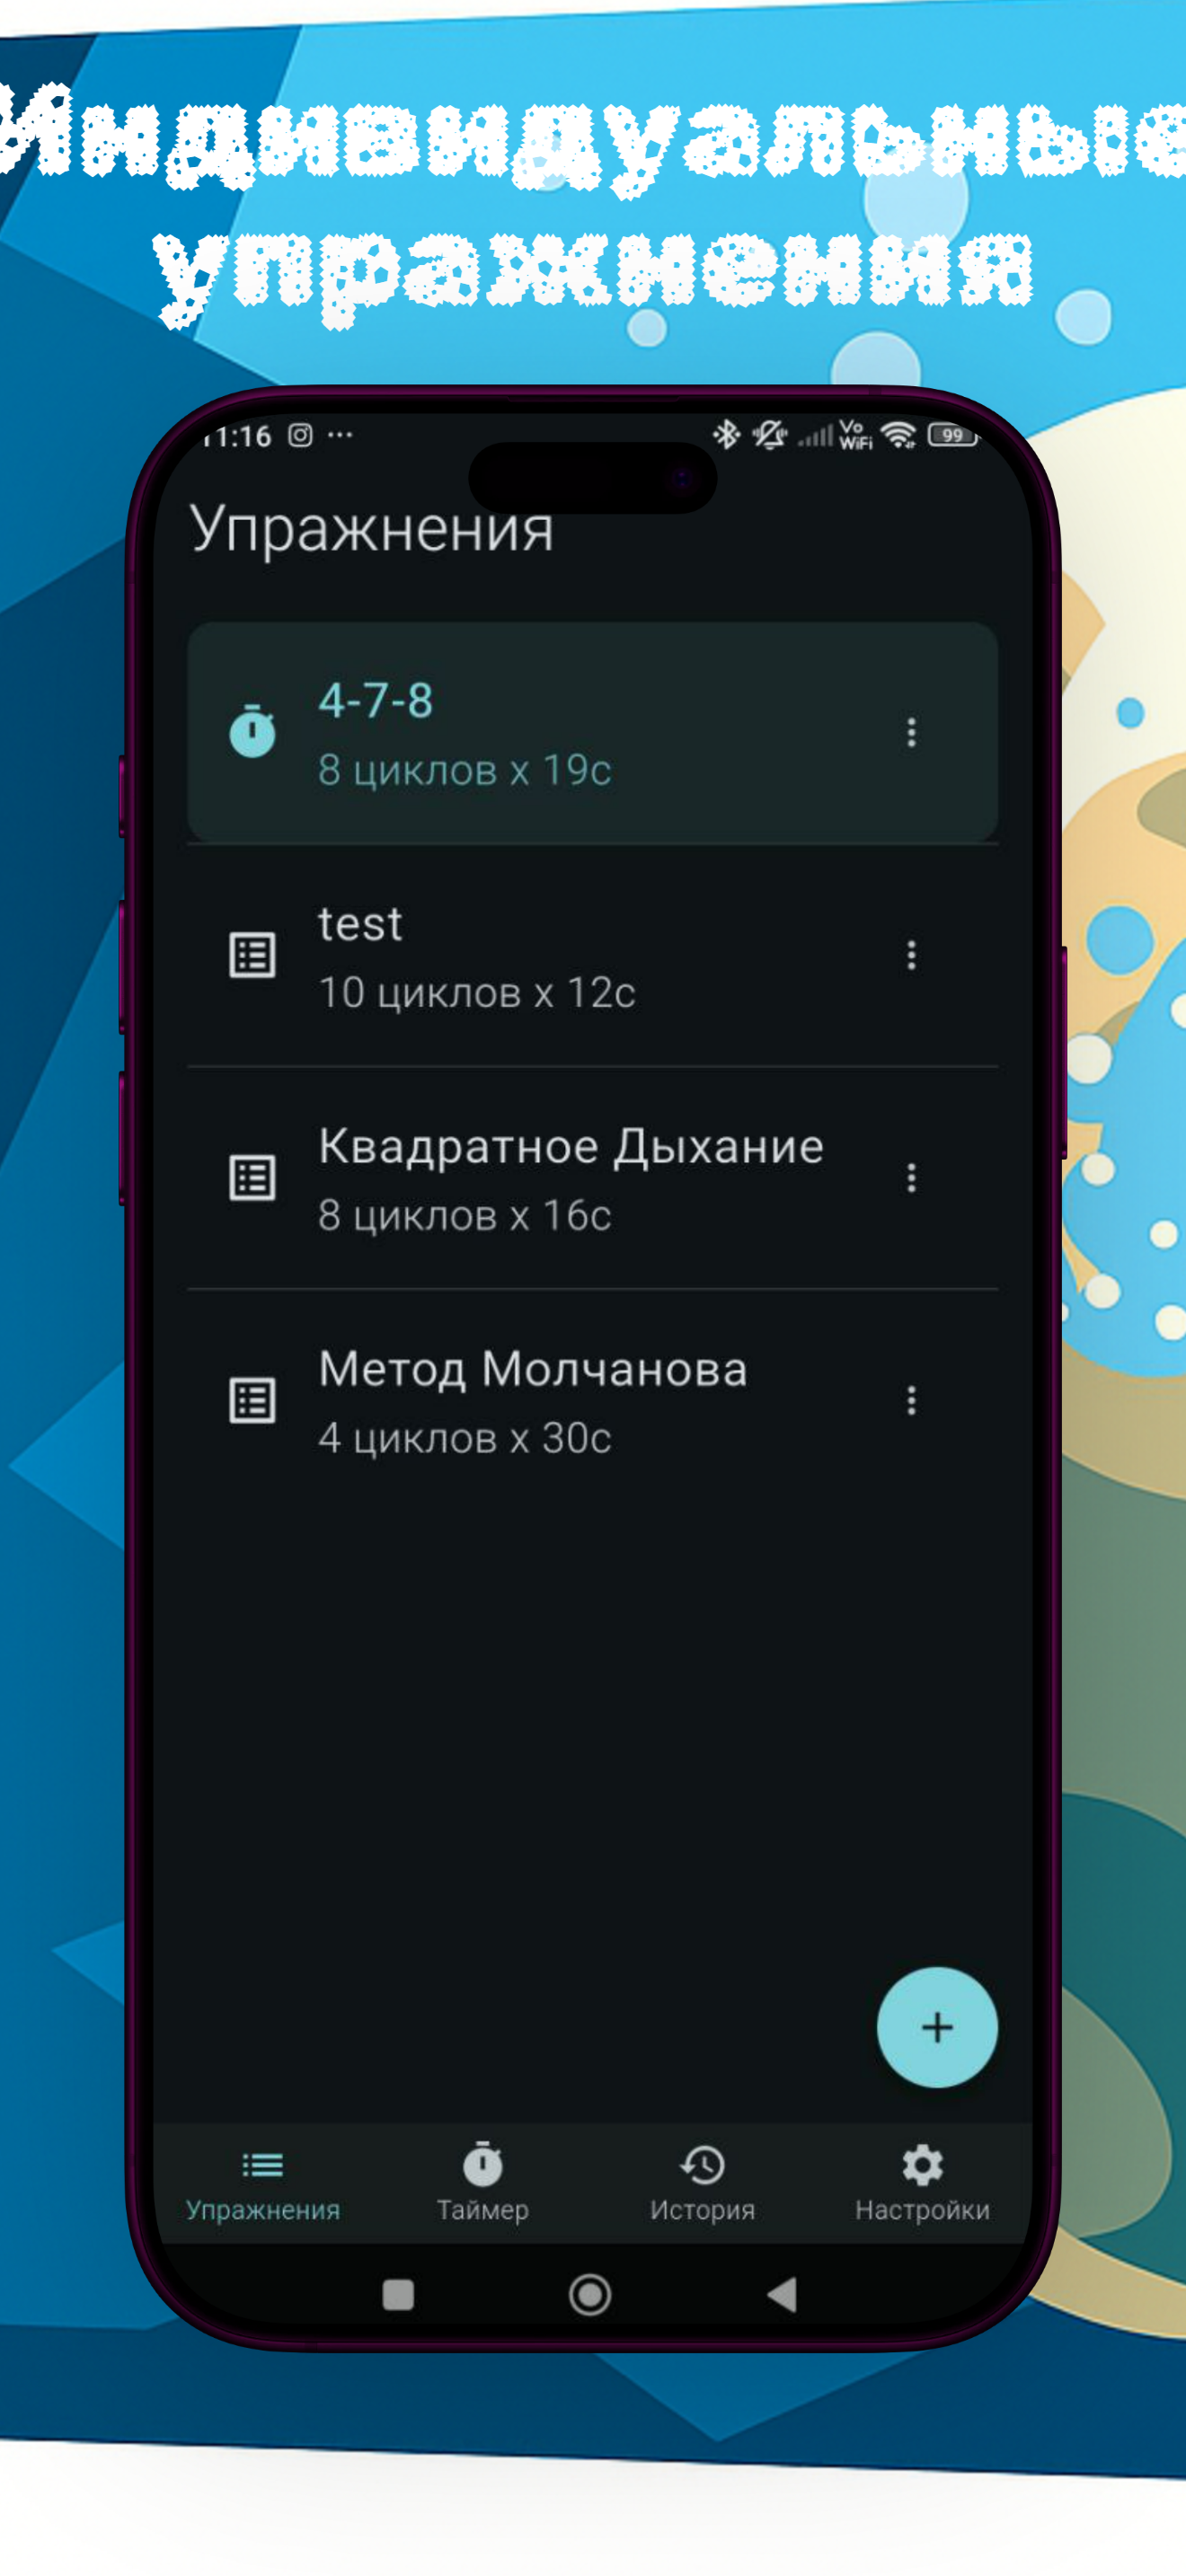 Индивидуальные
упражнения
11:16
Vo
WiFi
99
Упражнения
4-7-8
8 циклов x 19с
test
10 циклов x 12с
Квадратное Дыхание
8 циклов x 16с
Метод Молчанова
4 циклов x 30с
Упражнения
Таймер
История
Настройки